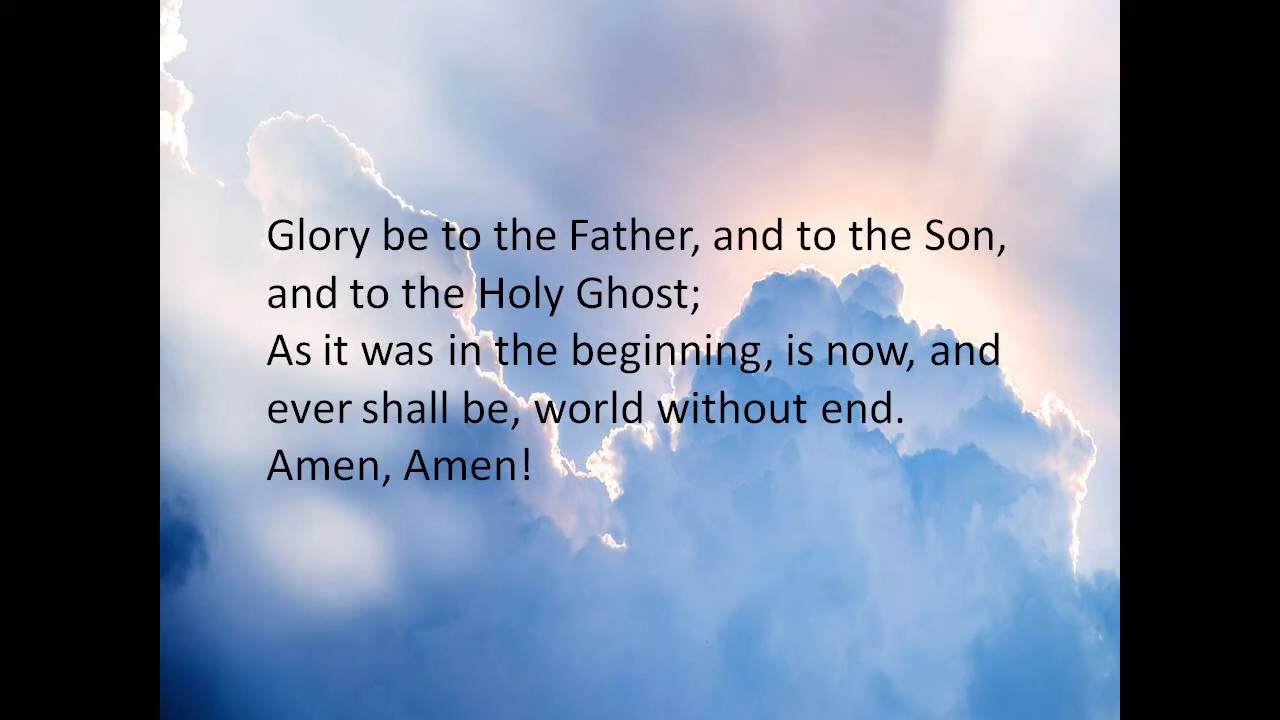 Glory be to the Father, and to the Son,
and to the Holy Ghost;
As it was in the beginning, is now, and
ever shall be, world without end.
Amen, Amen!